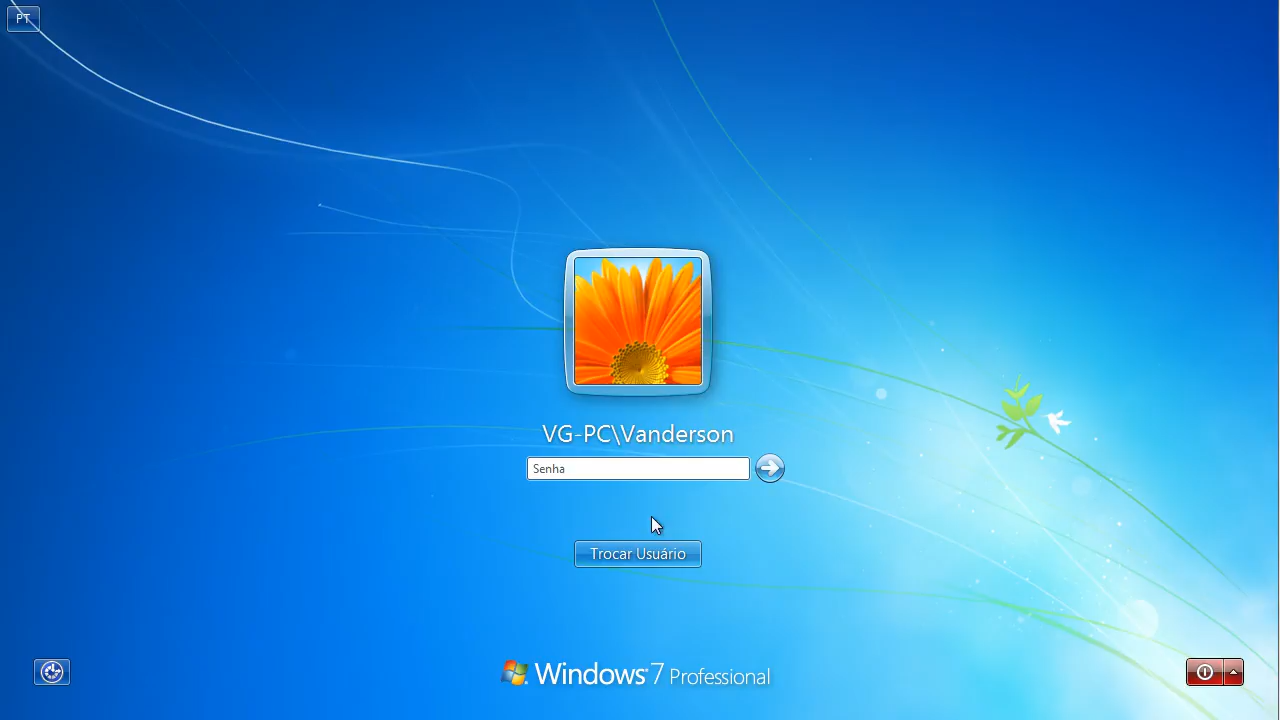 PT
VG-PC\Vanderson
Senha
Trocar Usuário
Windows 7 Professional